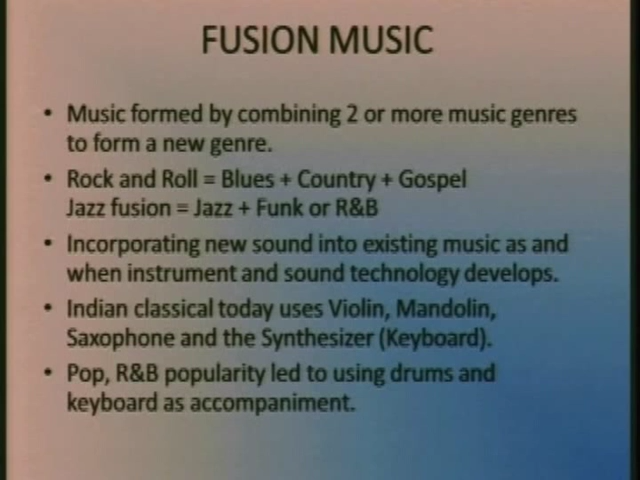 FUSION MUSIC
• Music formed by combining 2 or more music genres
to form a new genre.
• Rock and Roll = Blues + Country + Gospel
Jazz fusion = Jazz + Funk or R&B
• Incorporating new sound into existing music as and
when instrument and sound technology develops.
• Indian classical today uses Violin, Mandolin,
Saxophone and the Synthesizer (Keyboard).
• Pop, R&B popularity led to using drums and
keyboard as accompaniment.